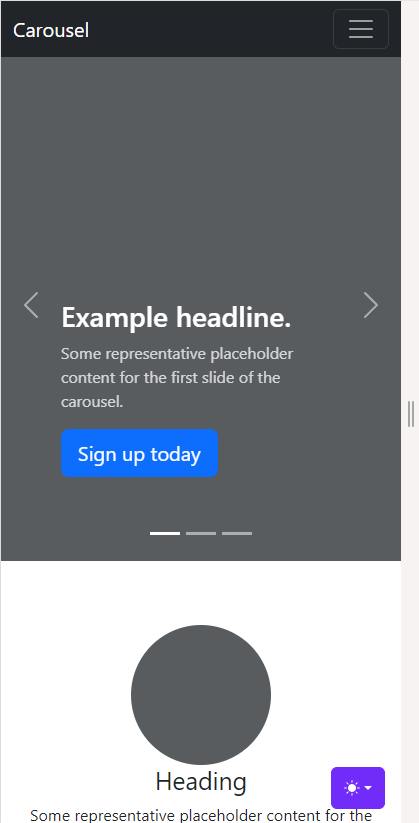 Carousel
Example headline.
Some representative placeholder
content for the first slide of the
carousel.
Sign up today
Heading
Some representative placeholder content for the